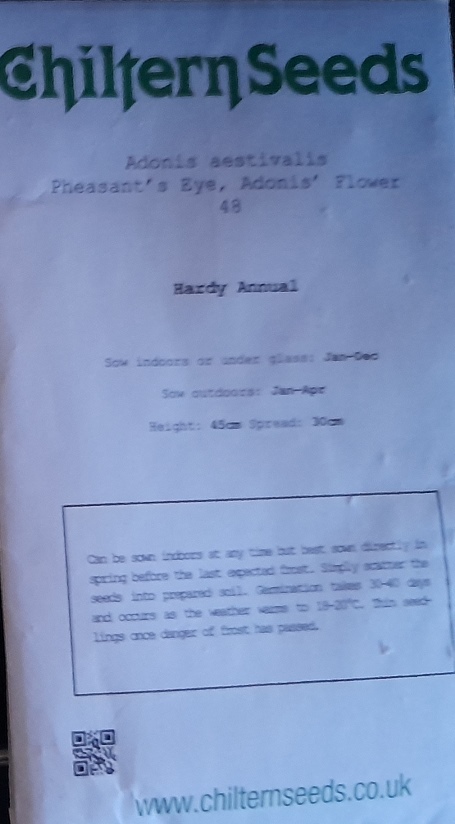 Chiltern Seeds
Adonis aestivalis
Pheasant's Eye, Adonis' Flower
48
Hardy Annual
Sow indoors or under glass: Jan-Dec
Sow outdoors: Jan-Apr
Height: 45cm Spread: 30cm
Can be sown indoors at any time but best sown directly in
spring before the last expected frost. Simply scatter the
seeds into prepared soil. Germination takes 30-40 days
and occurs as the weather warms to 18-20°C. Thin seed-
lings once danger of frost has passed.
www.chilternseeds.co.uk